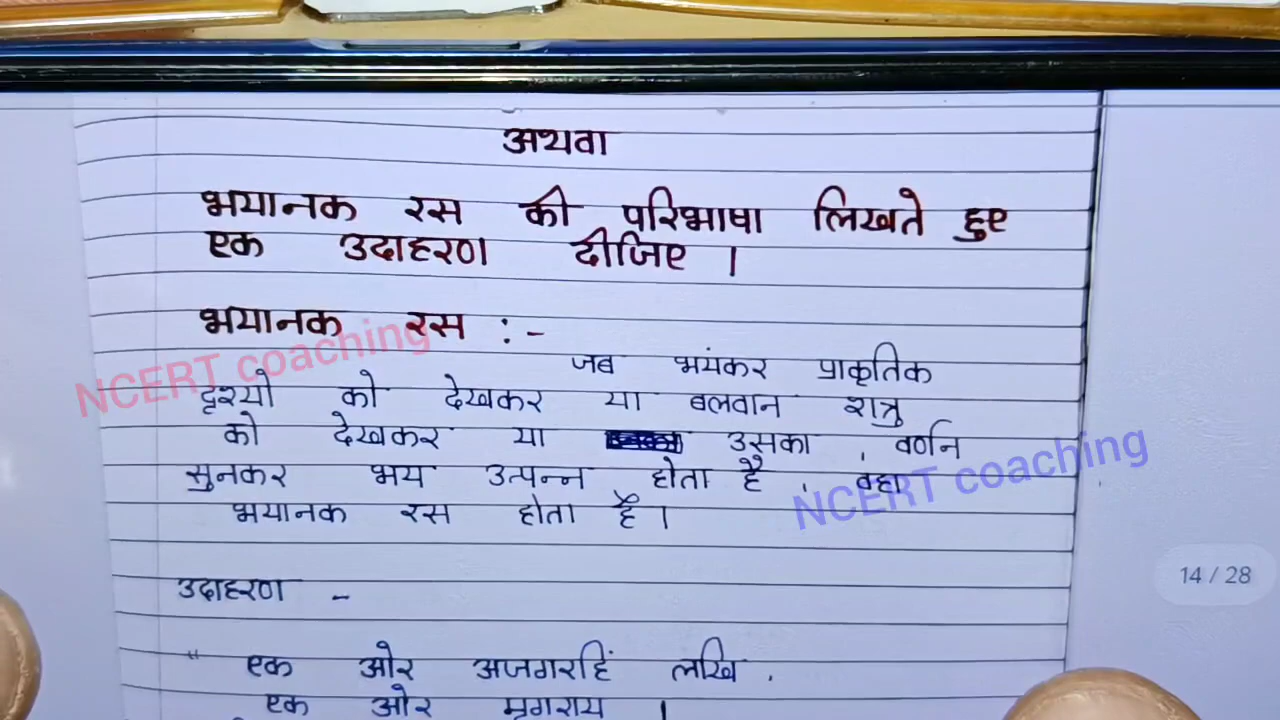 अथवा
भयानक रस की परिभाषा लिखते हुए
एक उदाहरण दीजिए ।
भयानक रस :-
NCERT coaching
जब भयंकर प्राकृतिक
दृश्यो को देखकर या बलवान शत्रु
को देखकर या उसका , वर्णन
सुनकर भय उत्पन्न होता है , वहा
NCERT coaching
भयानक रस होता है ।
14 / 28
उदाहरण -
" एक ओर अजगरहिं लखि ,
एक ओर मृगराय ।